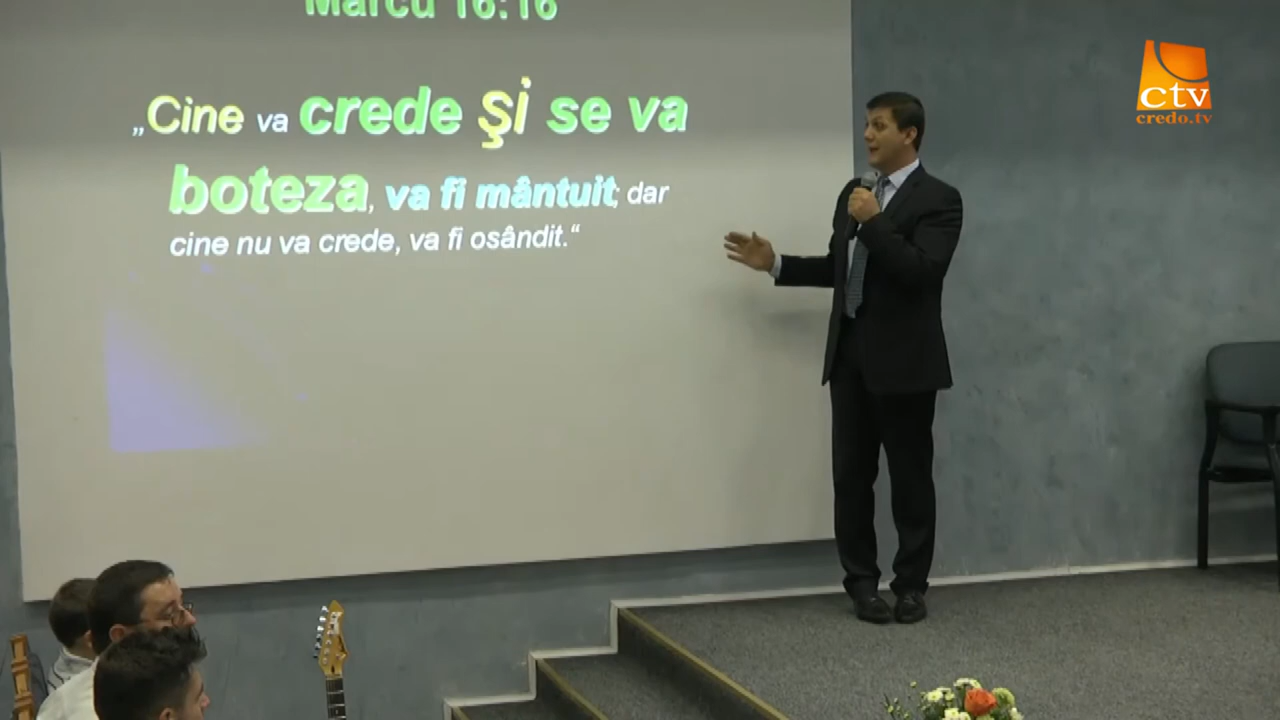 Marcu 16:16
„Cine va crede şi se va
boteza, va fi mântuit; dar
cine nu va crede, va fi osândit.“
ctv
credo.tv